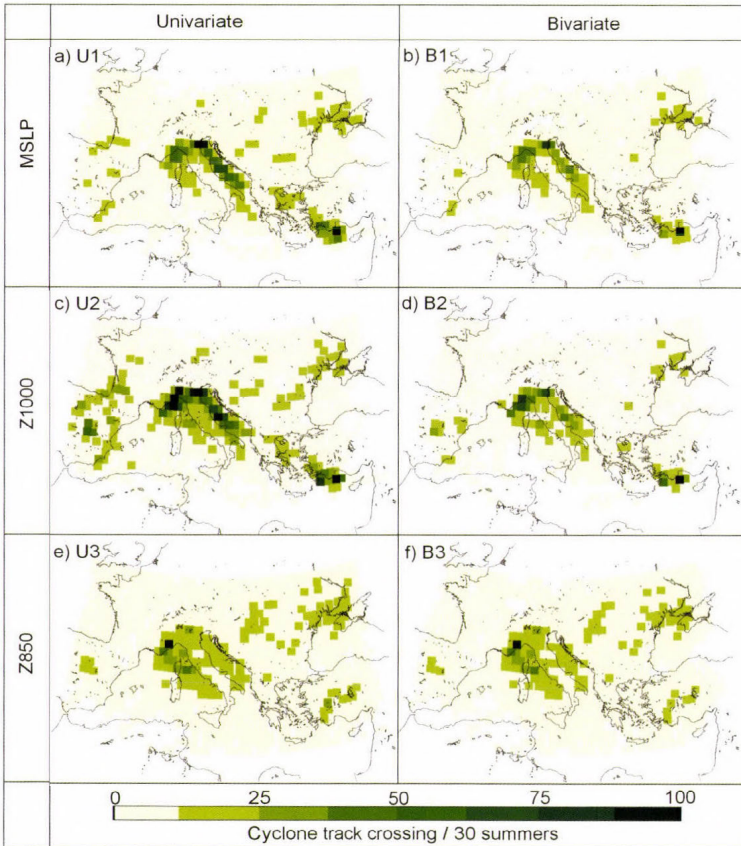 Univariate
Bivariate
MSLP
a) U1
b) B1
Z1000
c) U2
d) B2
Z850
e) U3
f) B3
0 25 50 75 100
Cyclone track crossing / 30 summers